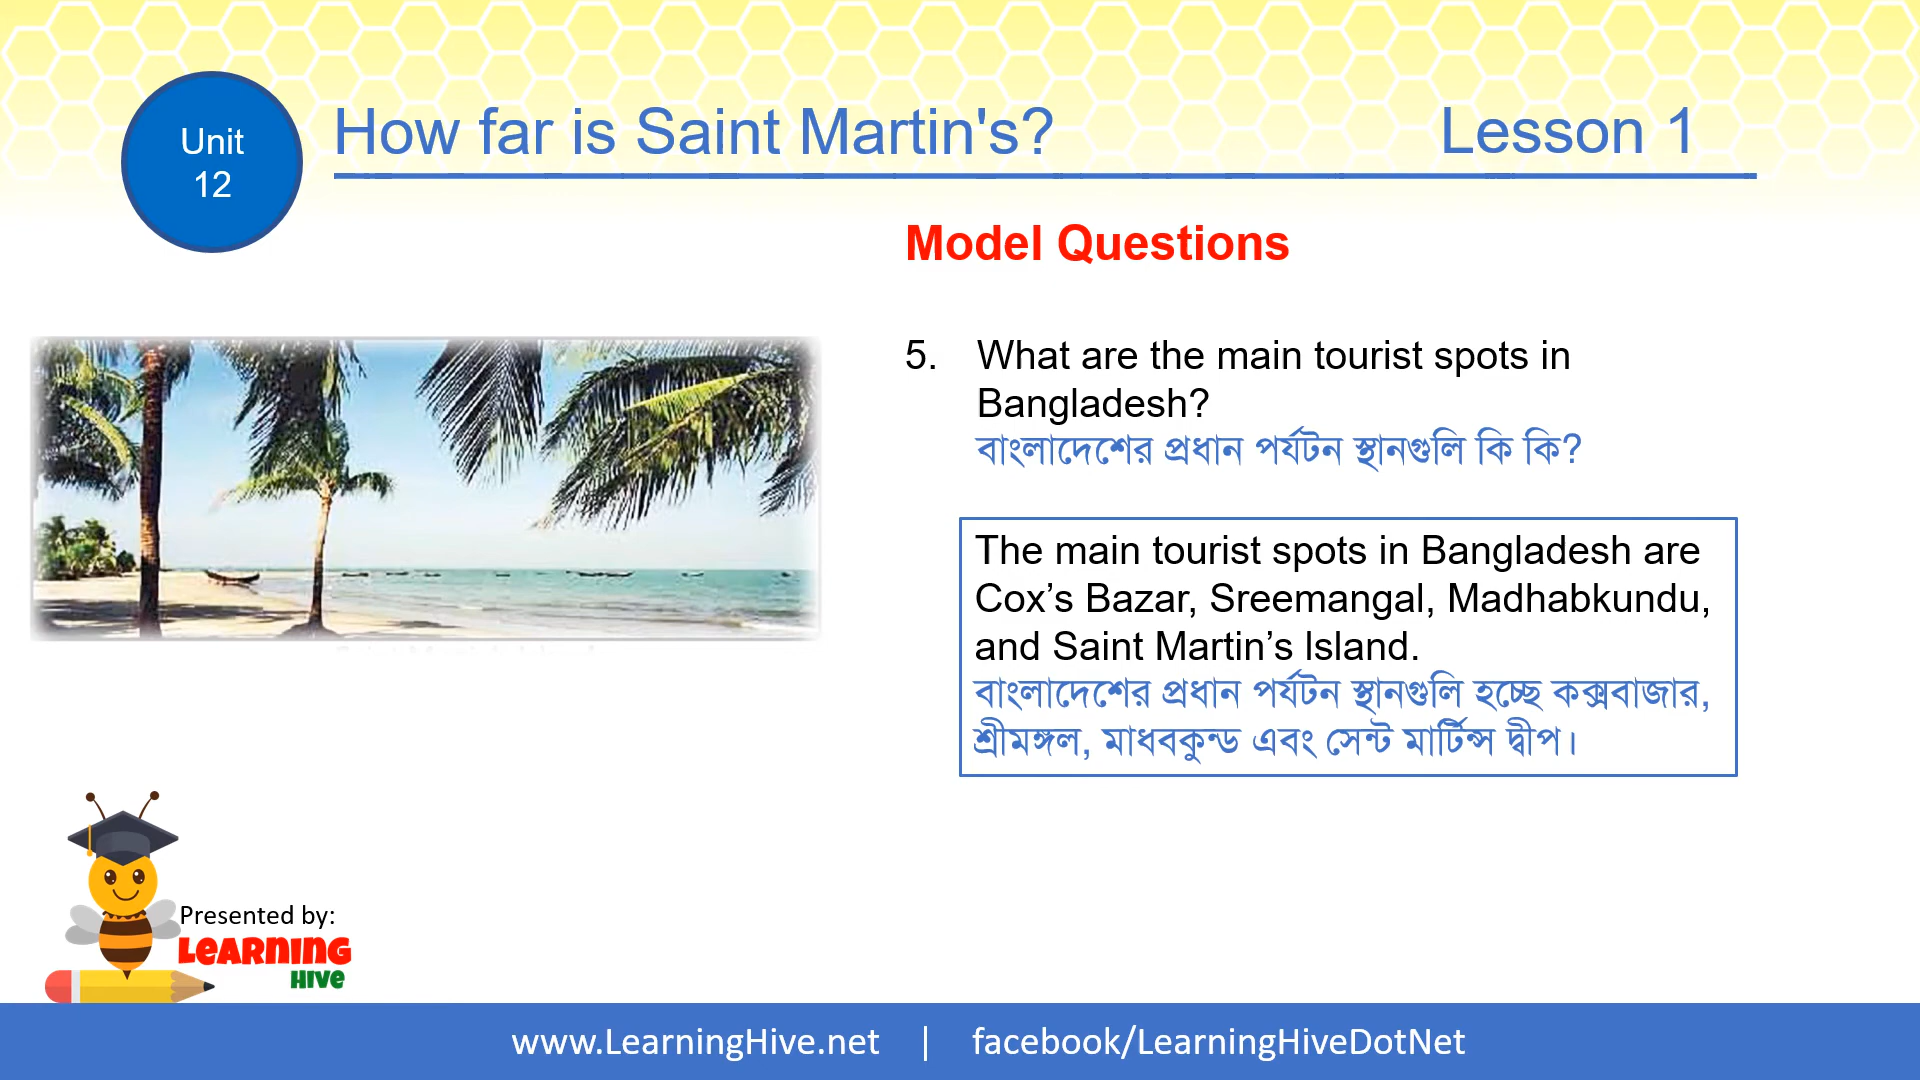 Unit
12
How far is Saint Martin's?
Lesson 1
Model Questions
5. What are the main tourist spots in
Bangladesh?
বাংলাদেশের প্রধান পর্যটন স্থানগুলি কি কি?
The main tourist spots in Bangladesh are
Cox’s Bazar, Sreemangal, Madhabkundu,
and Saint Martin’s Island.
বাংলাদেশের প্রধান পর্যটন স্থানগুলি হচ্ছে কক্সবাজার,
শ্রীমঙ্গল, মাধবকুন্ড এবং সেন্ট মার্টিন্স দ্বীপ।
Presented by:
LEARNING
HIVE
www.LearningHive.net | facebook/LearningHiveDotNet